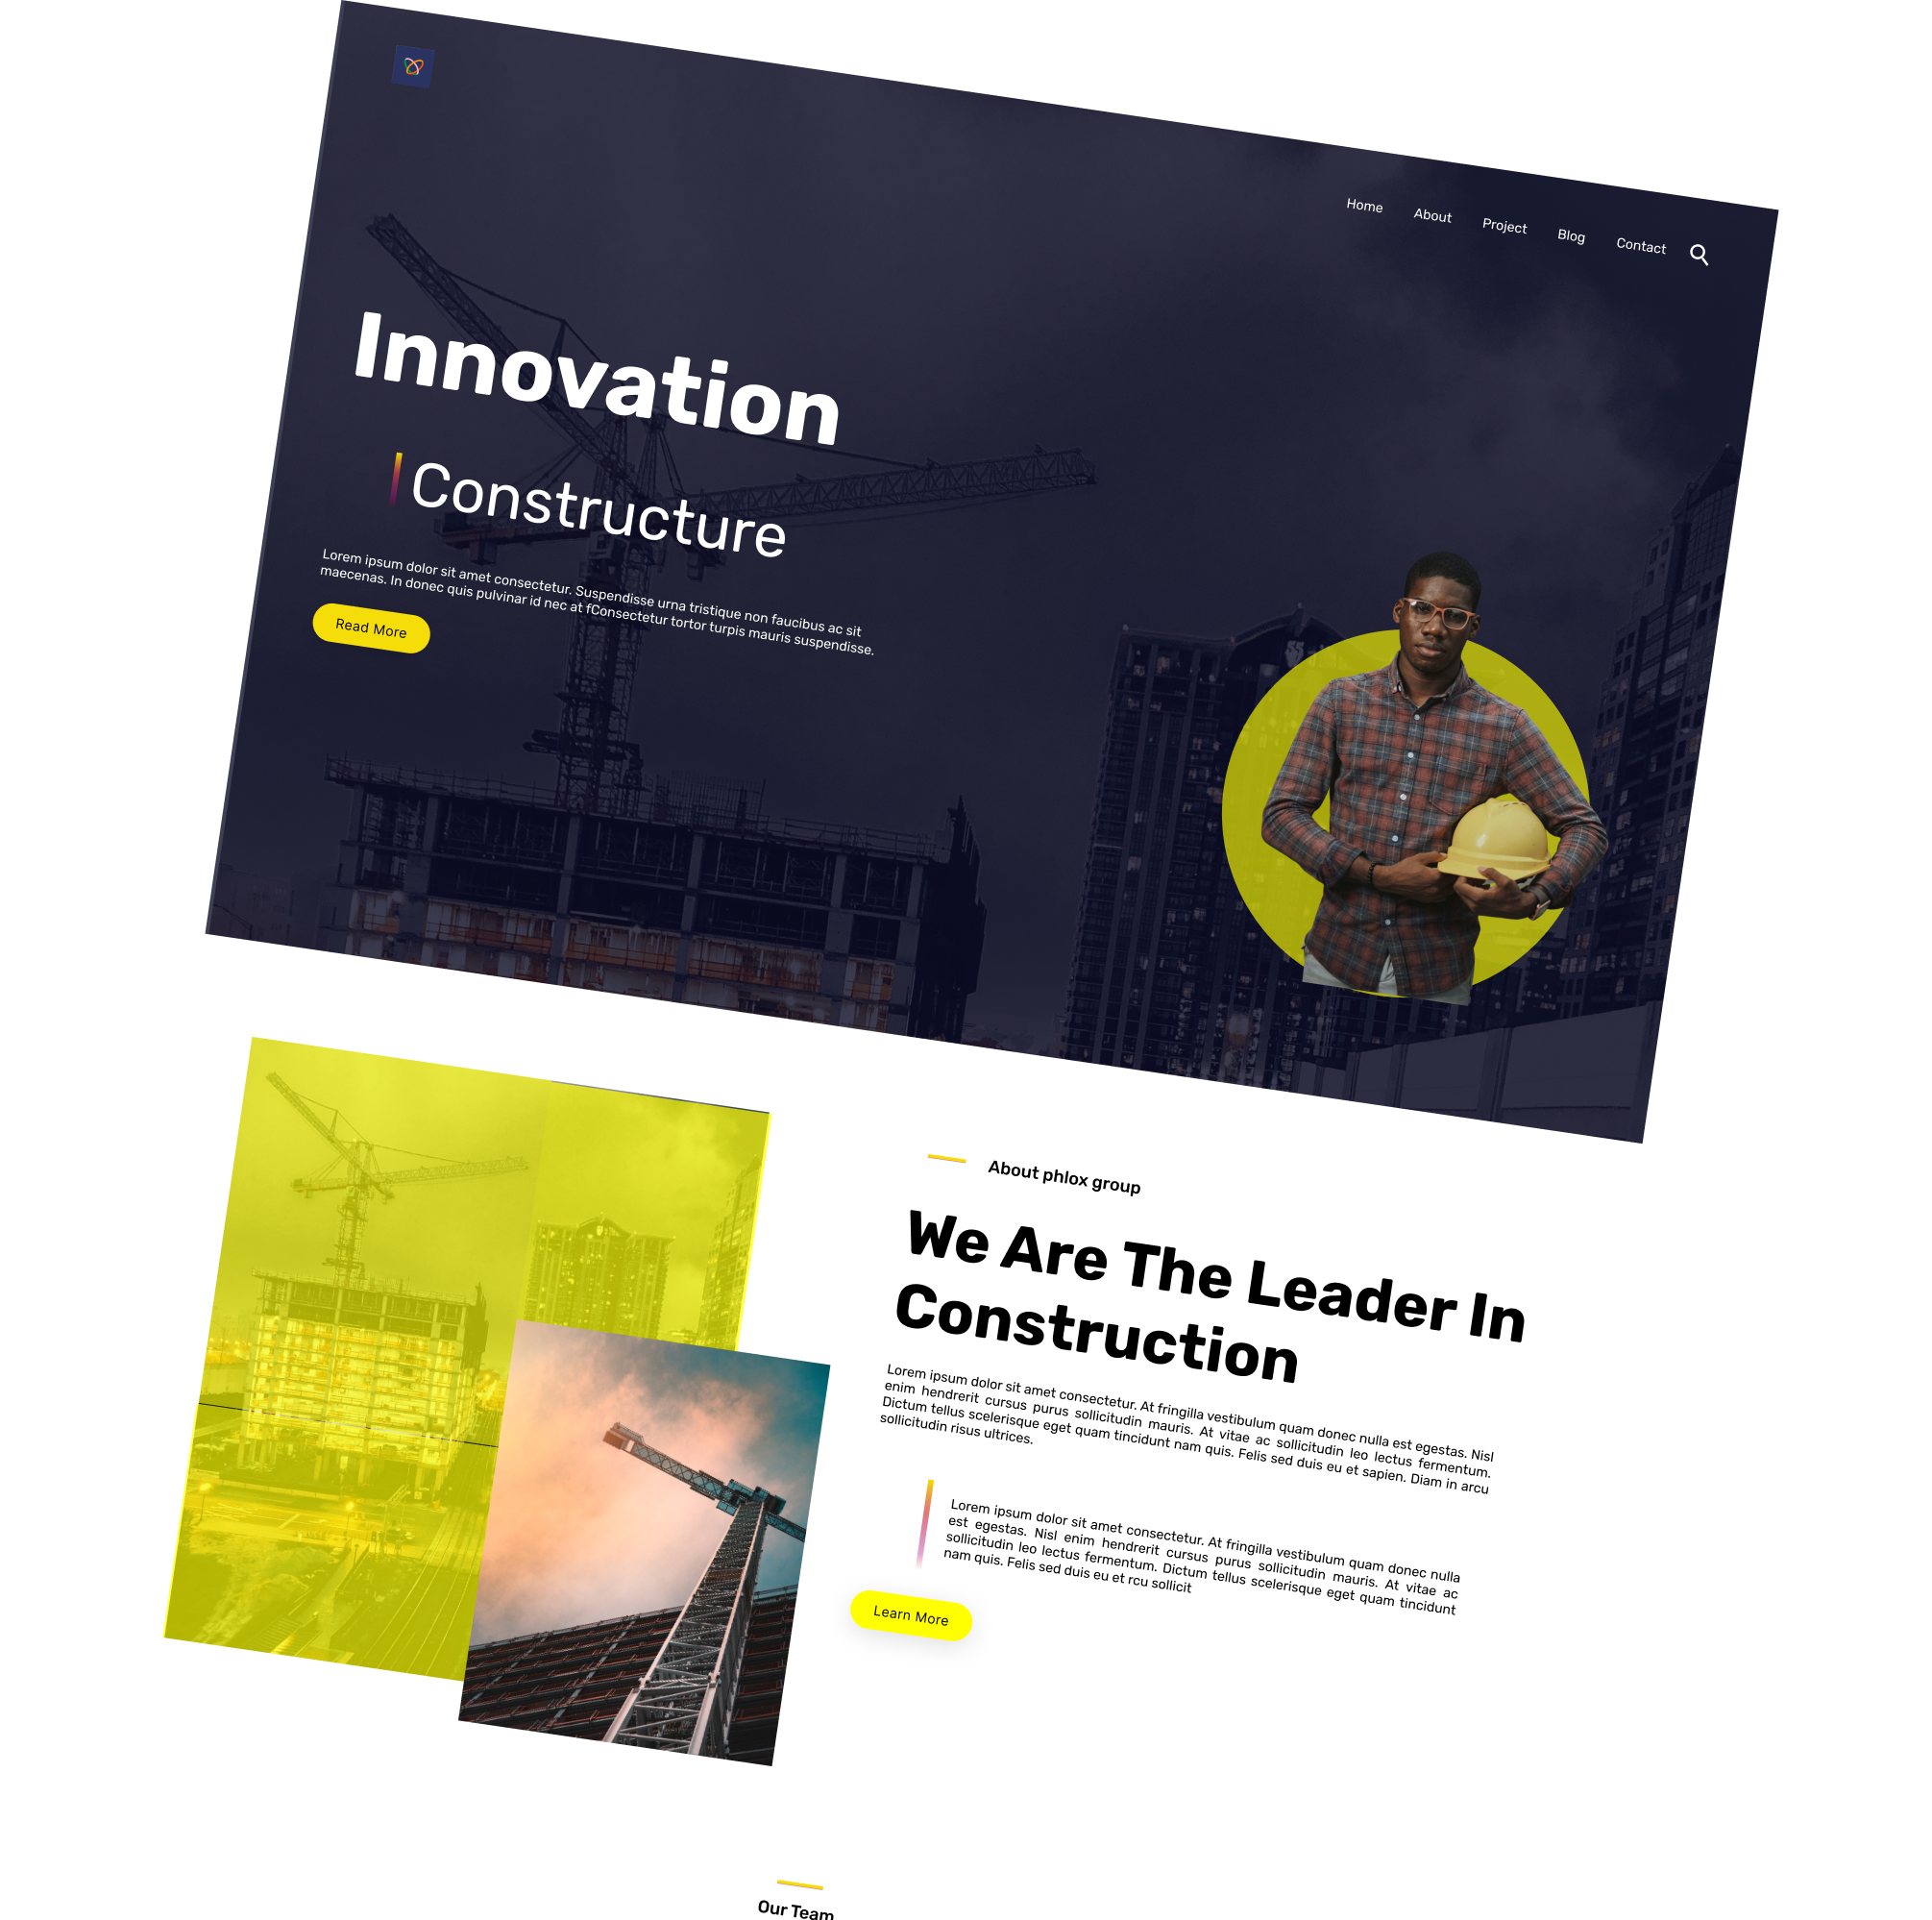 Home About Project Blog Contact
Innovation
Constructure
Lorem ipsum dolor sit amet consectetur. Suspendisse urna tristique non faucibus ac sit
maecenas. In donec quis pulvinar id nec at fConsectetur tortor turpis mauris suspendisse.
Read More
About phlox group
We Are The Leader In
Construction
Lorem ipsum dolor sit amet consectetur. At fringilla vestibulum quam donec nulla est egestas. Nisl
enim hendrerit cursus purus sollicitudin mauris. At vitae ac sollicitudin leo lectus fermentum.
Dictum tellus scelerisque eget quam tincidunt nam quis. Felis sed duis eu et sapien. Diam in arcu
sollicitudin risus ultrices.
Lorem ipsum dolor sit amet consectetur. At fringilla vestibulum quam donec nulla
est egestas. Nisl enim hendrerit cursus purus sollicitudin mauris. At vitae ac
sollicitudin leo lectus fermentum. Dictum tellus scelerisque eget quam tincidunt
nam quis. Felis sed duis eu et rcu sollicit
Learn More
Our Team